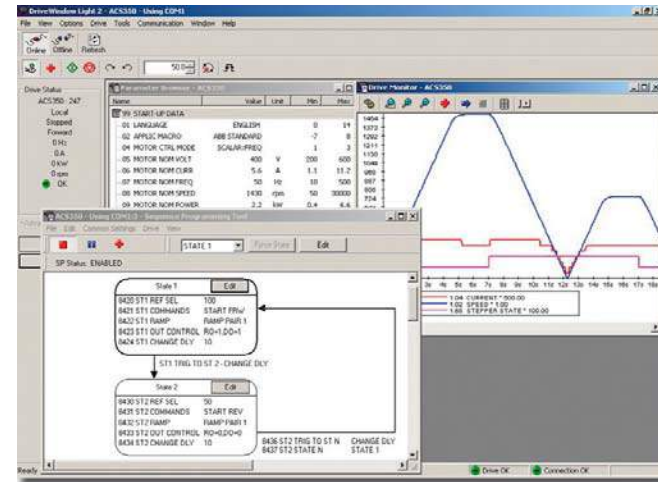 DriveWindow Light 2 - ACS350 - Using COM1
File View Options Drive Tools Communication Window Help
Online Offline Refresh
50.0
Drive Status
ACS350: 247
Local
Stopped
Forward
0 Hz
0 A
0 kW
0 rpm
OK
Parameter Browser - ACS350
Name Value Unit Min Max
99 START-UP DATA
01 LANGUAGE ENGLISH 0 14
02 APPLIC MACRO ABB STANDARD -7 8
04 MOTOR CTRL MODE SCALAR:FREQ 1 3
05 MOTOR NOM VOLT 400 V 200 600
06 MOTOR NOM CURR 5.6 A 1.1 11.2
07 MOTOR NOM FREQ 50 Hz 10 500
08 MOTOR NOM SPEED 1430 rpm 50 30000
09 MOTOR NOM POWER 2.2 kW 0.4 6.6
Drive Monitor - ACS350
1.04 CURRENT * 500.00
1.02 SPEED * 1.00
1.68 STEPPER STATE * 100.00
ACS350 - Using COM1:3 - Sequence Programming Tool
File Edit Common Settings Drive View
STATE 1 Force State Edit
SP Status: ENABLED
State 1 Edit
8420 ST1 REF SEL 100
8421 ST1 COMMANDS START FRW
8422 ST1 RAMP RAMP PAIR 1
8423 ST1 OUT CONTROL RO=1,DO=1
8424 ST1 CHANGE DLY 10
ST1 TRIG TO ST 2 - CHANGE DLY
State 2 Edit
8430 ST2 REF SEL 50
8431 ST2 COMMANDS START REV
8432 ST2 RAMP RAMP PAIR 1
8433 ST2 OUT CONTROL RO=0,DO=0
8434 ST2 CHANGE DLY 10
8436 ST2 TRIG TO ST N CHANGE DLY
8437 ST2 STATE N STATE 1
Ready
Drive OK Connection OK